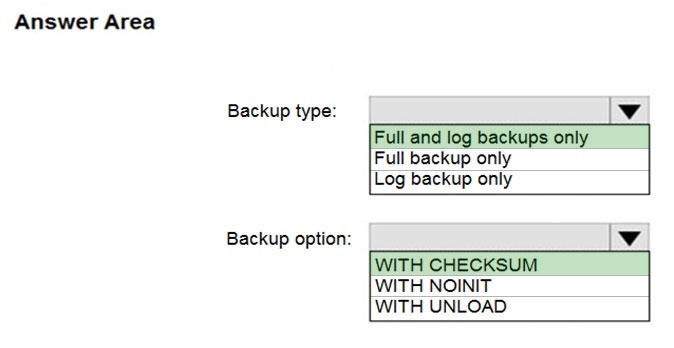 Answer Area
Backup type:
Full and log backups only
Full backup only
Log backup only
Backup option:
WITH CHECKSUM
WITH NOINIT
WITH UNLOAD